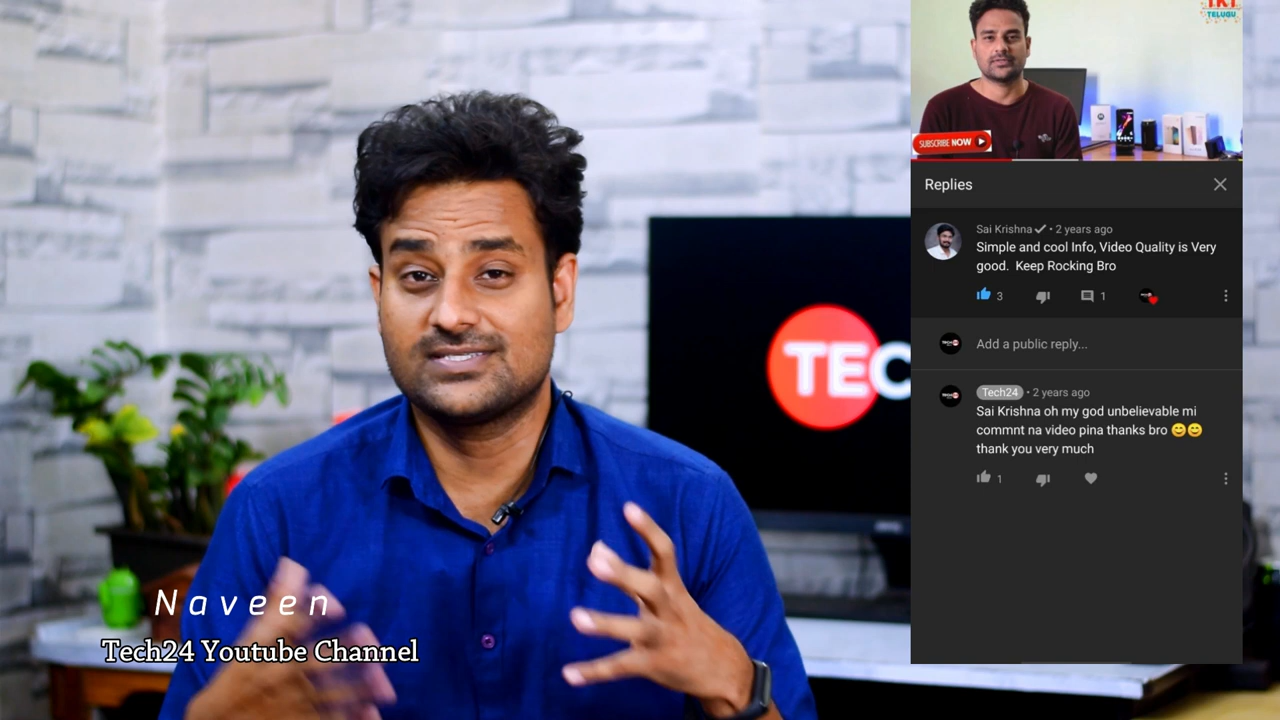 TKT
TELUGU
SUBSCRIBE NOW
Replies
Sai Krishna • 2 years ago
Simple and cool Info, Video Quality is Very
good. Keep Rocking Bro
3
1
Add a public reply...
Tech24 • 2 years ago
Sai Krishna oh my god unbelievable mi
commnt na video pina thanks bro 😊😊
thank you very much
1
TEC
Naveen
Tech24 Youtube Channel